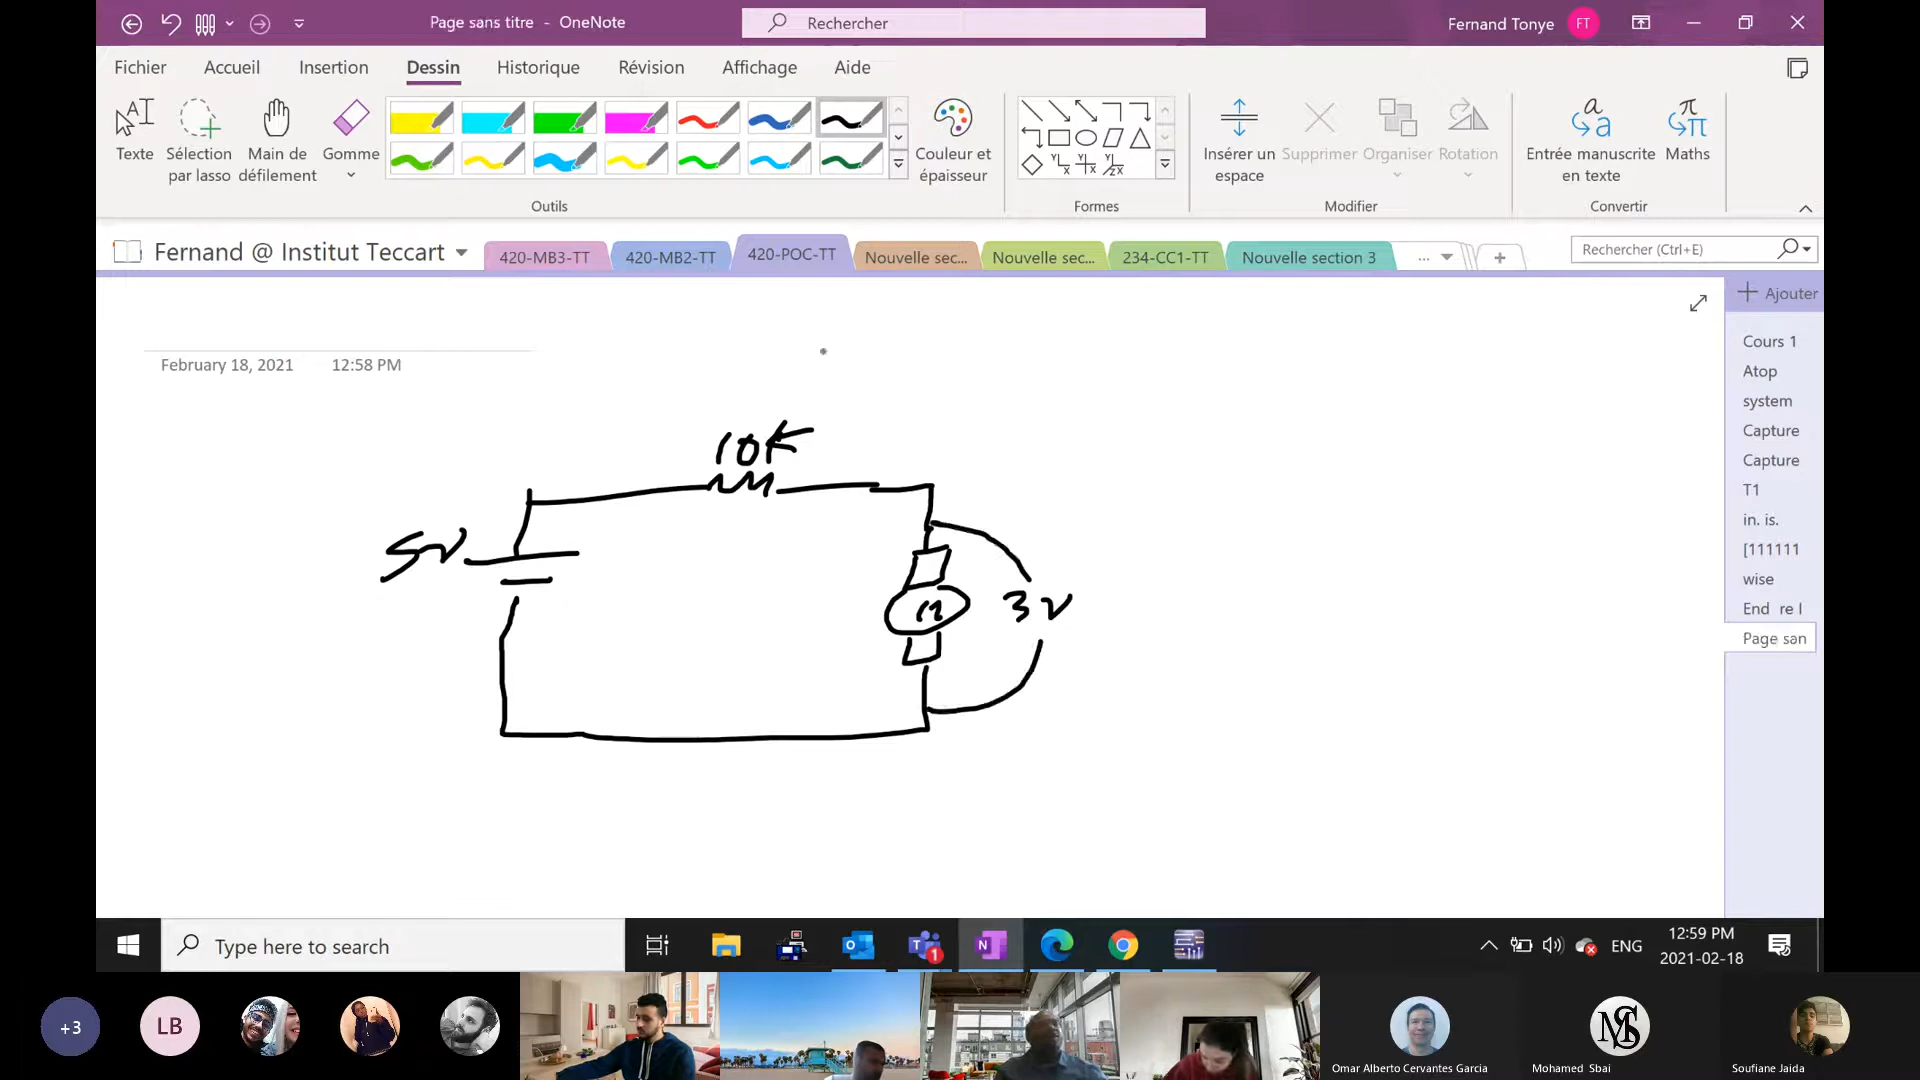 Page sans titre - OneNote
Rechercher
Fernand Tonye
FT
Fichier
Accueil
Insertion
Dessin
Historique
Révision
Affichage
Aide
Texte
Sélection par lasso
Main de défilement
Gomme
Couleur et épaisseur
Insérer un espace
Supprimer
Organiser
Rotation
Entrée manuscrite en texte
Maths
Outils
Formes
Modifier
Convertir
Fernand @ Institut Teccart
420-MB3-TT
420-MB2-TT
420-POC-TT
Nouvelle sec...
Nouvelle sec...
234-CC1-TT
Nouvelle section 3
...
Rechercher (Ctrl+E)
Ajouter
Cours 1
Atop
system
Capture
Capture
T1
in. is.
[111111
wise
End re l
Page san
February 18, 2021 12:58 PM
10K
5V
M
3V
Type here to search
1
ENG
12:59 PM
2021-02-18
+3
LB
MS
Omar Alberto Cervantes Garcia
Mohamed Sbai
Soufiane Jaida